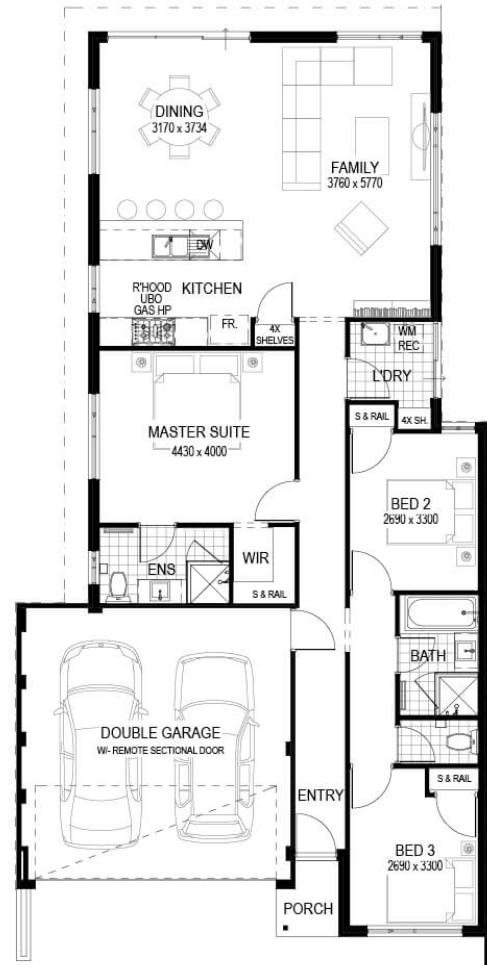 DINING
3170 x 3734
FAMILY
3760 x 5770
DW
R'HOOD
UBO
GAS HP
KITCHEN
FR.
4X
SHELVES
WM
REC
L'DRY
S & RAIL
4X SH.
MASTER SUITE
4430 x 4000
BED 2
2690 x 3300
ENS
WIR
S & RAIL
BATH
DOUBLE GARAGE
W/- REMOTE SECTIONAL DOOR
S & RAIL
ENTRY
BED 3
2690 x 3300
PORCH